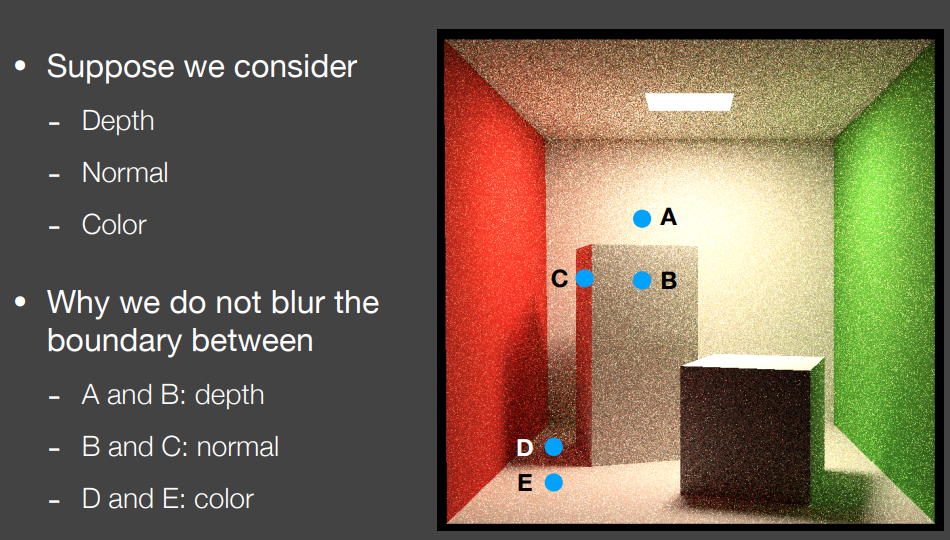 • Suppose we consider
- Depth
- Normal
- Color
• Why we do not blur the
boundary between
- A and B: depth
- B and C: normal
- D and E: color
A
C
B
D
E